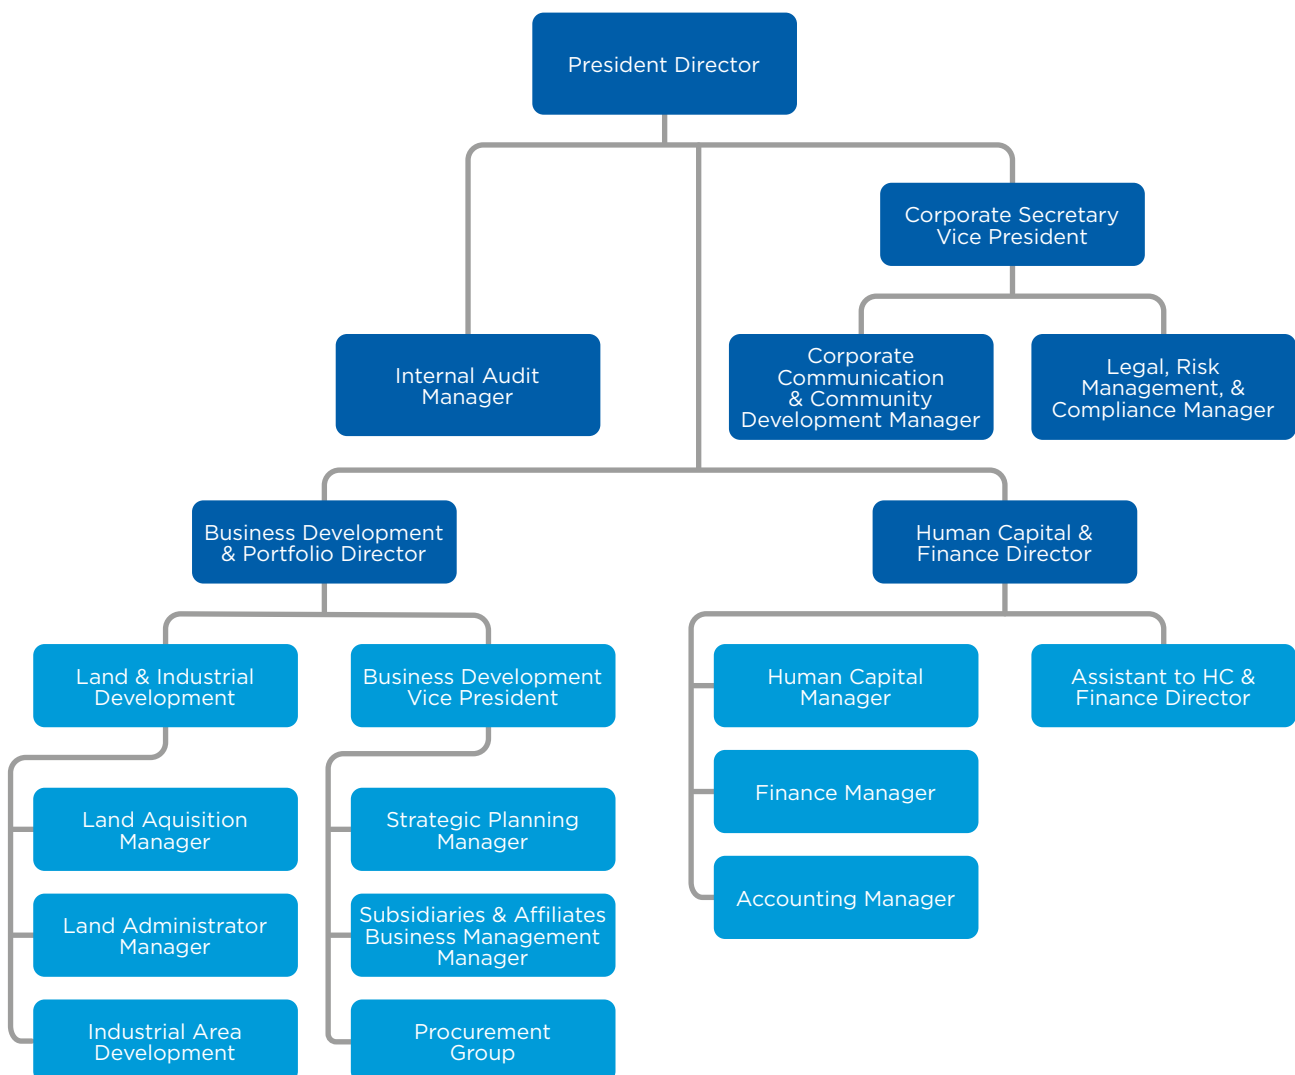 President Director
Corporate Secretary
Vice President
Internal Audit
Manager
Corporate
Communication
& Community
Development Manager
Legal, Risk
Management, &
Compliance Manager
Business Development
& Portfolio Director
Human Capital &
Finance Director
Land & Industrial
Development
Business Development
Vice President
Human Capital
Manager
Assistant to HC &
Finance Director
Land Aquisition
Manager
Strategic Planning
Manager
Finance Manager
Land Administrator
Manager
Subsidiaries & Affiliates
Business Management
Manager
Accounting Manager
Industrial Area
Development
Procurement
Group